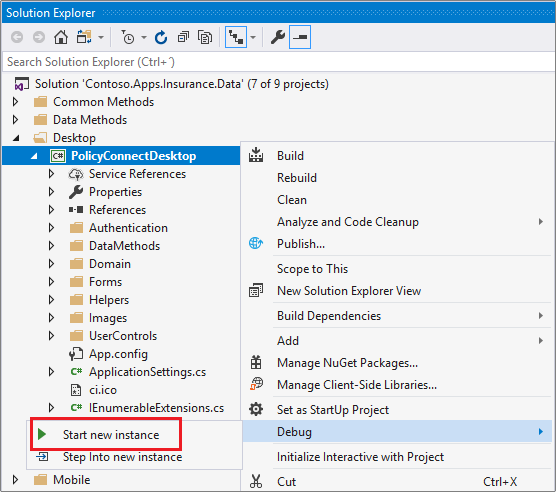 Solution Explorer
Search Solution Explorer (Ctrl+´)
Solution 'Contoso.Apps.Insurance.Data' (7 of 9 projects)
Common Methods
Data Methods
Desktop
C# PolicyConnectDesktop
Service References
Properties
References
Authentication
DataMethods
Domain
Forms
Helpers
Images
UserControls
App.config
C# ApplicationSettings.cs
ci.ico
C# IEnumerableExtensions.cs
Start new instance
Step Into new instance
Mobile
Build
Rebuild
Clean
Analyze and Code Cleanup
Publish...
Scope to This
New Solution Explorer View
Build Dependencies
Add
Manage NuGet Packages...
Manage Client-Side Libraries...
Set as StartUp Project
Debug
Initialize Interactive with Project
Cut Ctrl+X